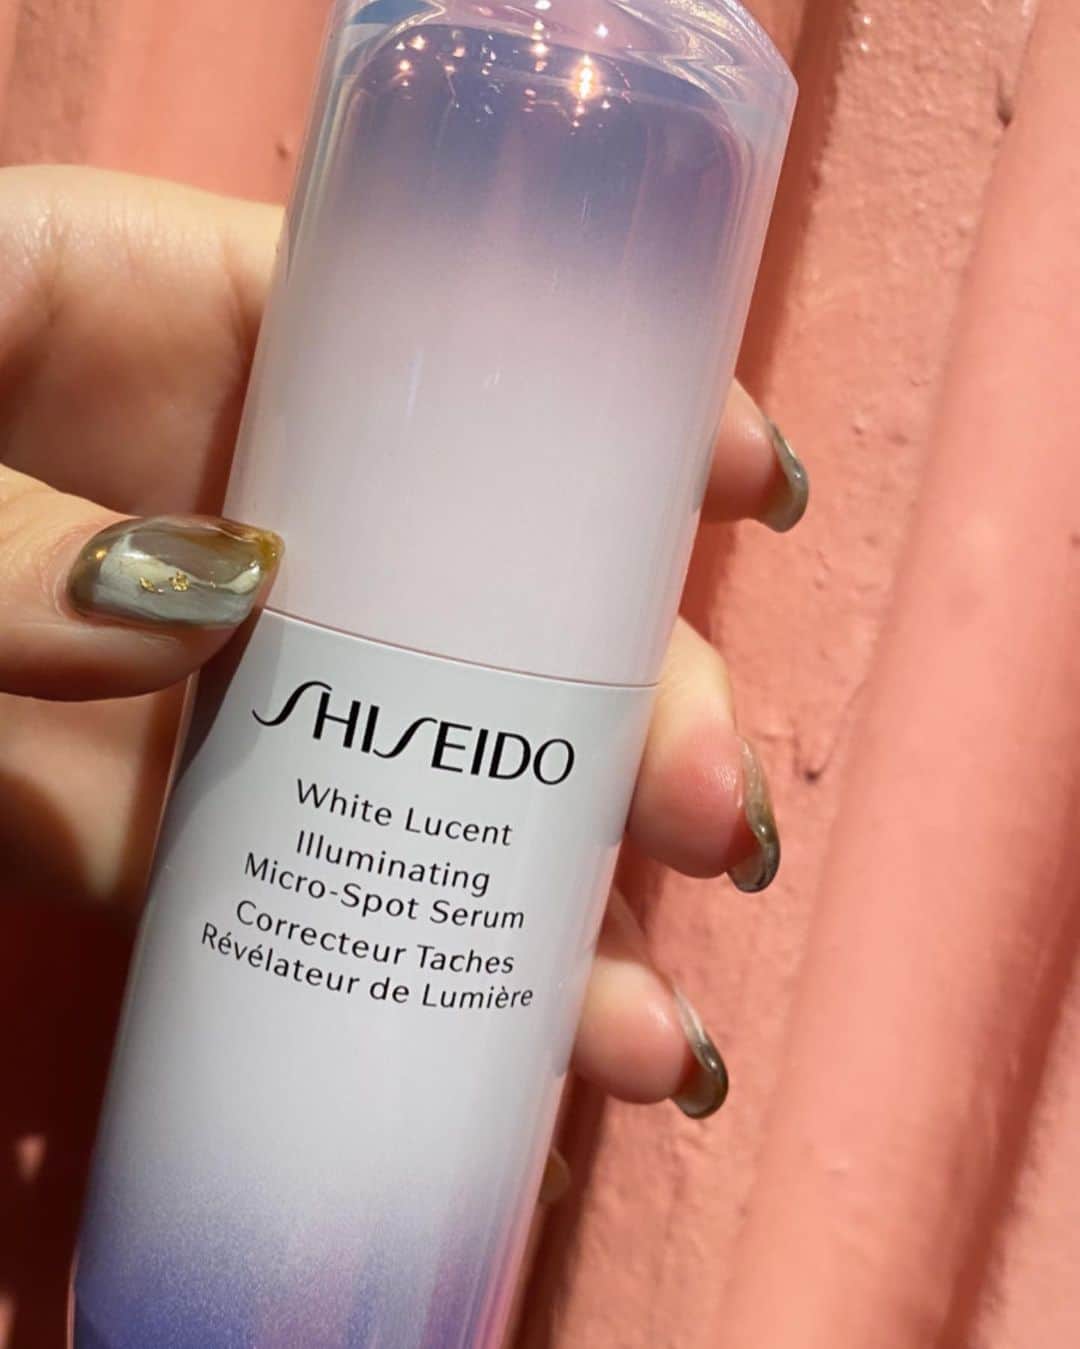 SHISEIDO
White Lucent
Illuminating
Micro-Spot Serum
Correcteur Taches
Révélateur de Lumière